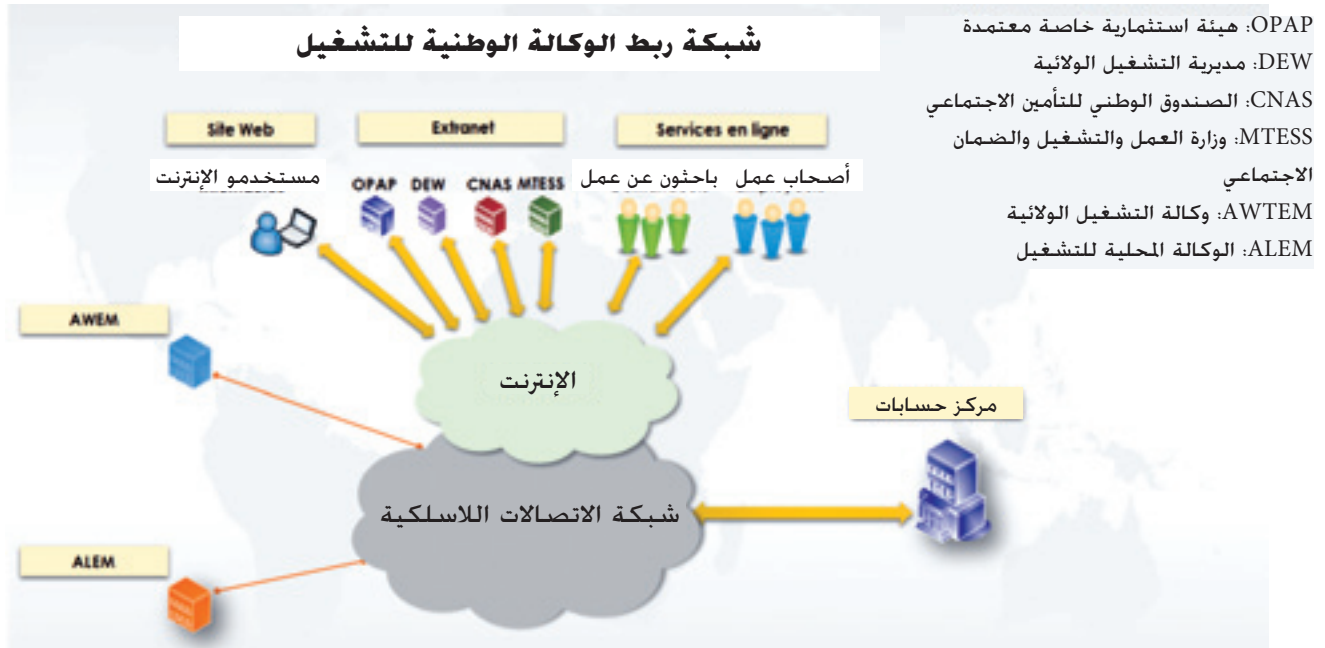 شبكة ربط الوكالة الوطنية للتشغيل
OPAP: هيئة استثمارية خاصة معتمدة
DEW: مديرية التشغيل الولائية
CNAS: الصندوق الوطني للتأمين الاجتماعي
MTESS: وزارة العمل والتشغيل والضمان
الاجتماعي
AWTEM: وكالة التشغيل الولائية
ALEM: الوكالة المحلية للتشغيل
Site Web
Extranet
Services en ligne
مستخدمو الإنترنت
OPAP DEW CNAS MTESS
باحثون عن عمل
أصحاب عمل
AWEM
الإنترنت
مركز حسابات
شبكة الاتصالات اللاسلكية
ALEM